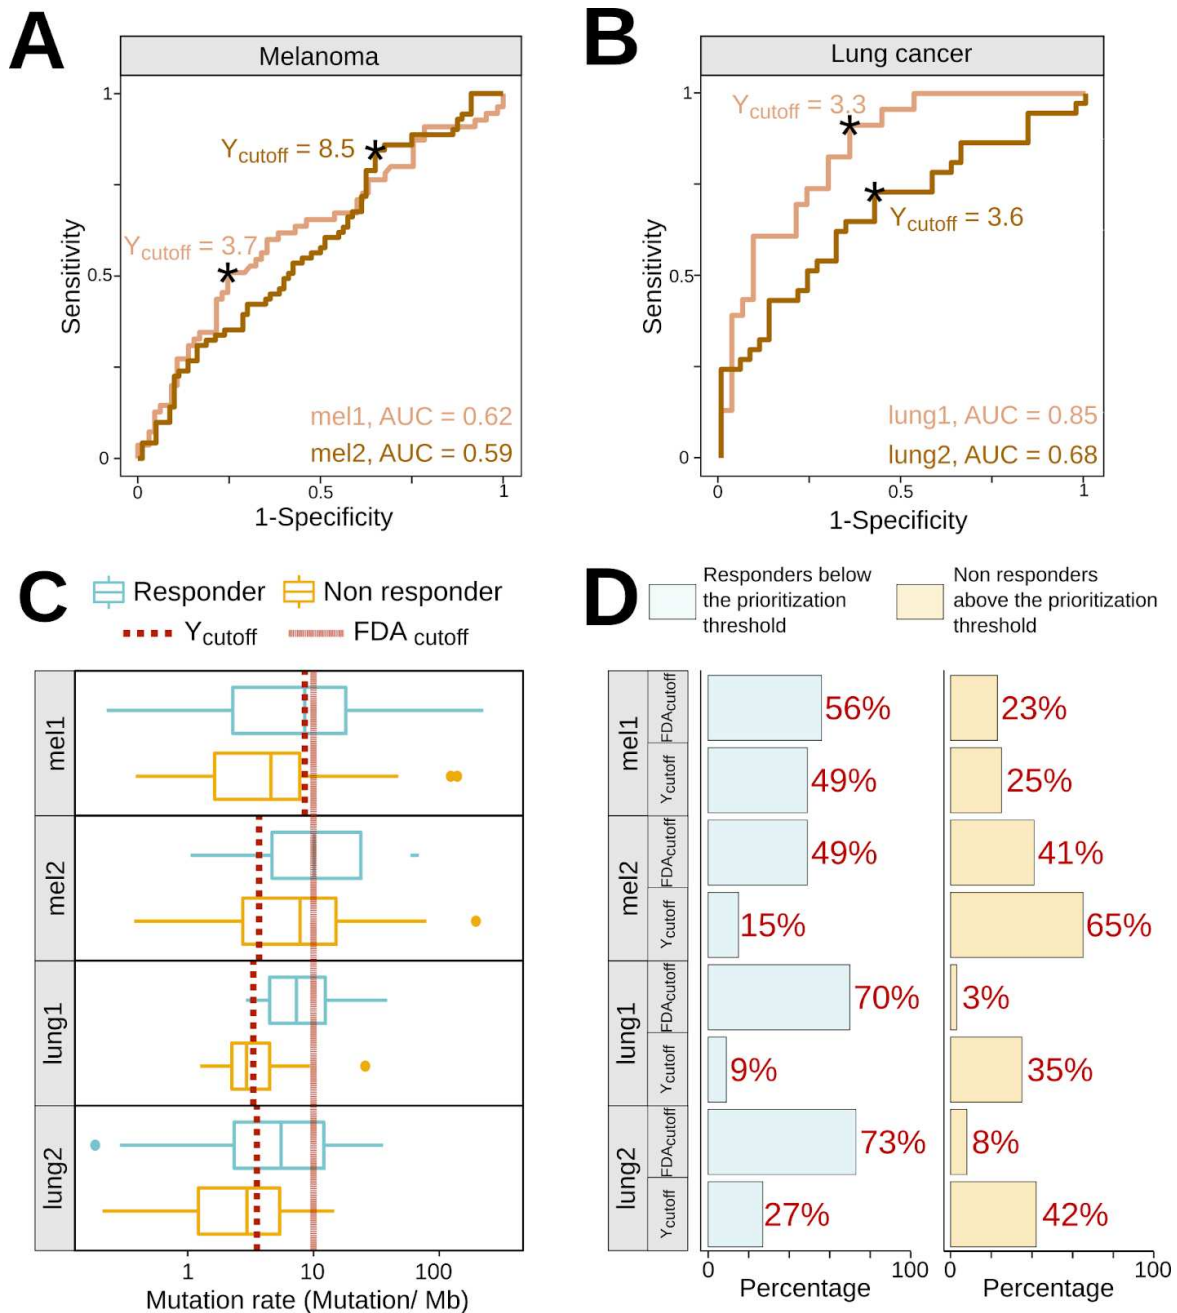 A
Melanoma
1
Ycutoff = 8.5
Ycutoff = 3.7
0.5
Sensitivity
mel1, AUC = 0.62
mel2, AUC = 0.59
0
0
0.5
1
1-Specificity
B
Lung cancer
1
Ycutoff = 3.3
Ycutoff = 3.6
0.5
Sensitivity
lung1, AUC = 0.85
lung2, AUC = 0.68
0
0
0.5
1
1-Specificity
C
Responder
Non responder
Ycutoff
FDA cutoff
mel1
mel2
lung1
lung2
1
10
100
Mutation rate (Mutation/ Mb)
D
Responders below
the prioritization
threshold
Non responders
above the prioritization
threshold
mel1
FDAcutoff
56%
23%
Ycutoff
49%
25%
mel2
FDAcutoff
49%
41%
Ycutoff
15%
65%
lung1
FDAcutoff
70%
3%
Ycutoff
9%
35%
lung2
FDAcutoff
73%
8%
Ycutoff
27%
42%
0
100
Percentage
0
100
Percentage